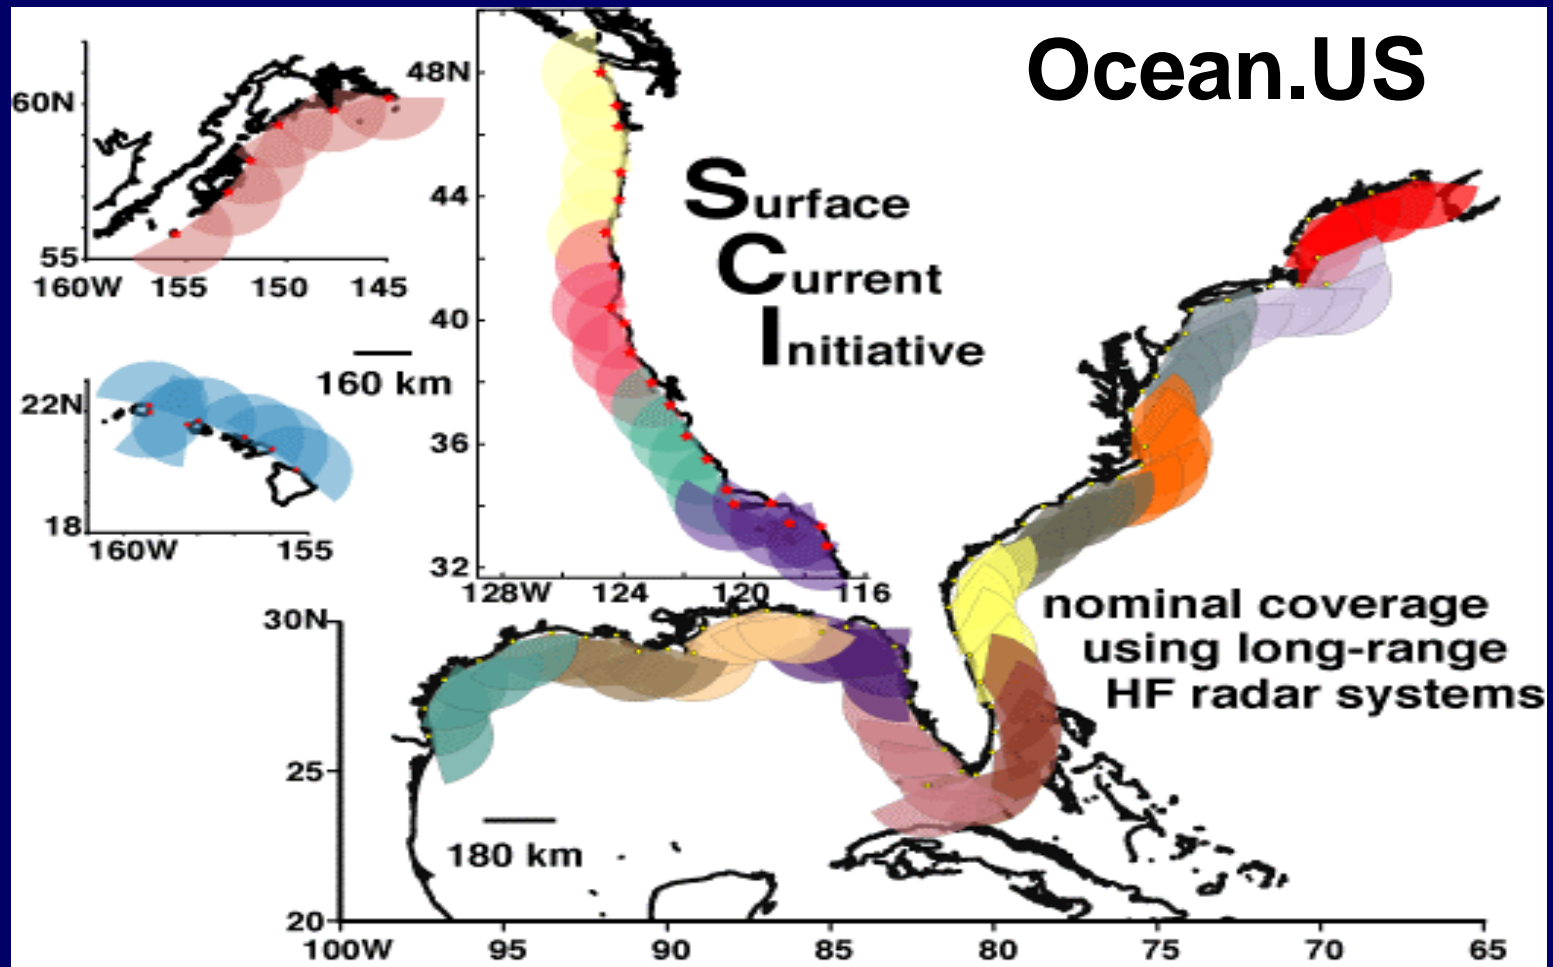 Ocean.US
Surface
Current
Initiative
nominal coverage
using long-range
HF radar systems
60N
55
160W 155 150 145
160 km
22N
18
160W 155
48N
44
40
36
32
128W 124 120 116
30N
25
20
180 km
100W 95 90 85 80 75 70 65